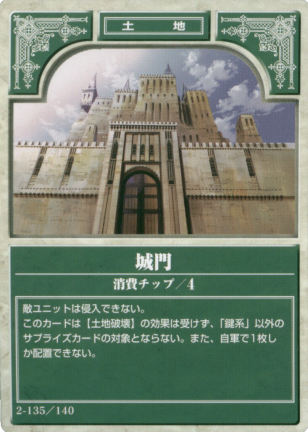 土地
城門
消費チップ／4
敵ユニットは侵入できない。
このカードは【土地破壊】の効果は受けず、「鍵系」以外の
サプライズカードの対象とならない。また、自軍で1枚し
か配置できない。
2-135／140